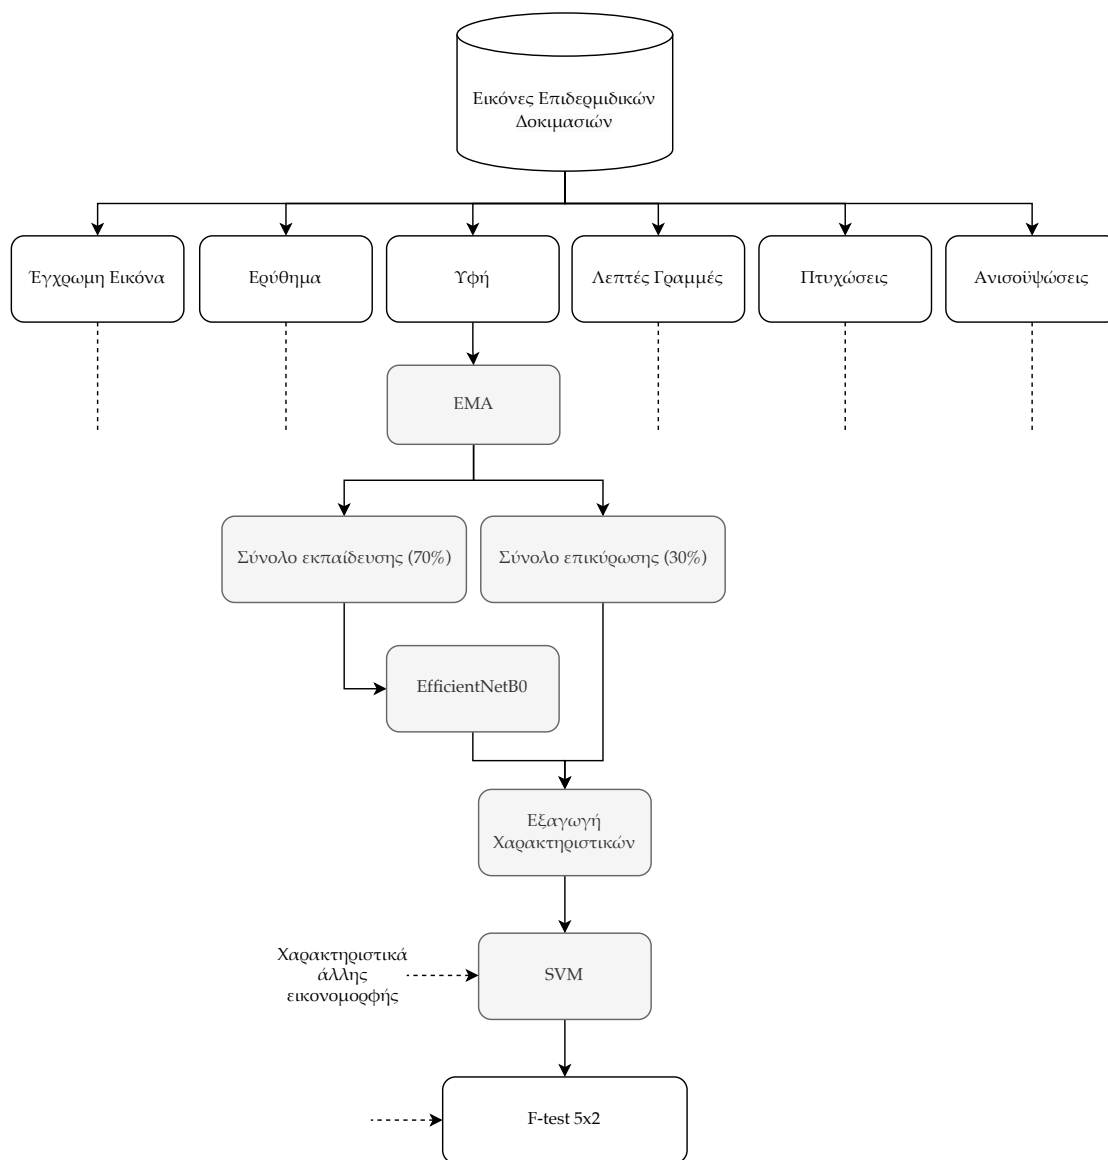 Εικόνες Επιδερμιδικών
Δοκιμασιών
Έγχρωμη Εικόνα
Ερύθημα
Υφή
Λεπτές Γραμμές
Πτυχώσεις
Ανισοϋψώσεις
ΕΜΑ
Σύνολο εκπαίδευσης (70%)
Σύνολο επικύρωσης (30%)
EfficientNetB0
Εξαγωγή
Χαρακτηριστικών
Χαρακτηριστικά
άλλης
εικονομορφής
SVM
F-test 5x2